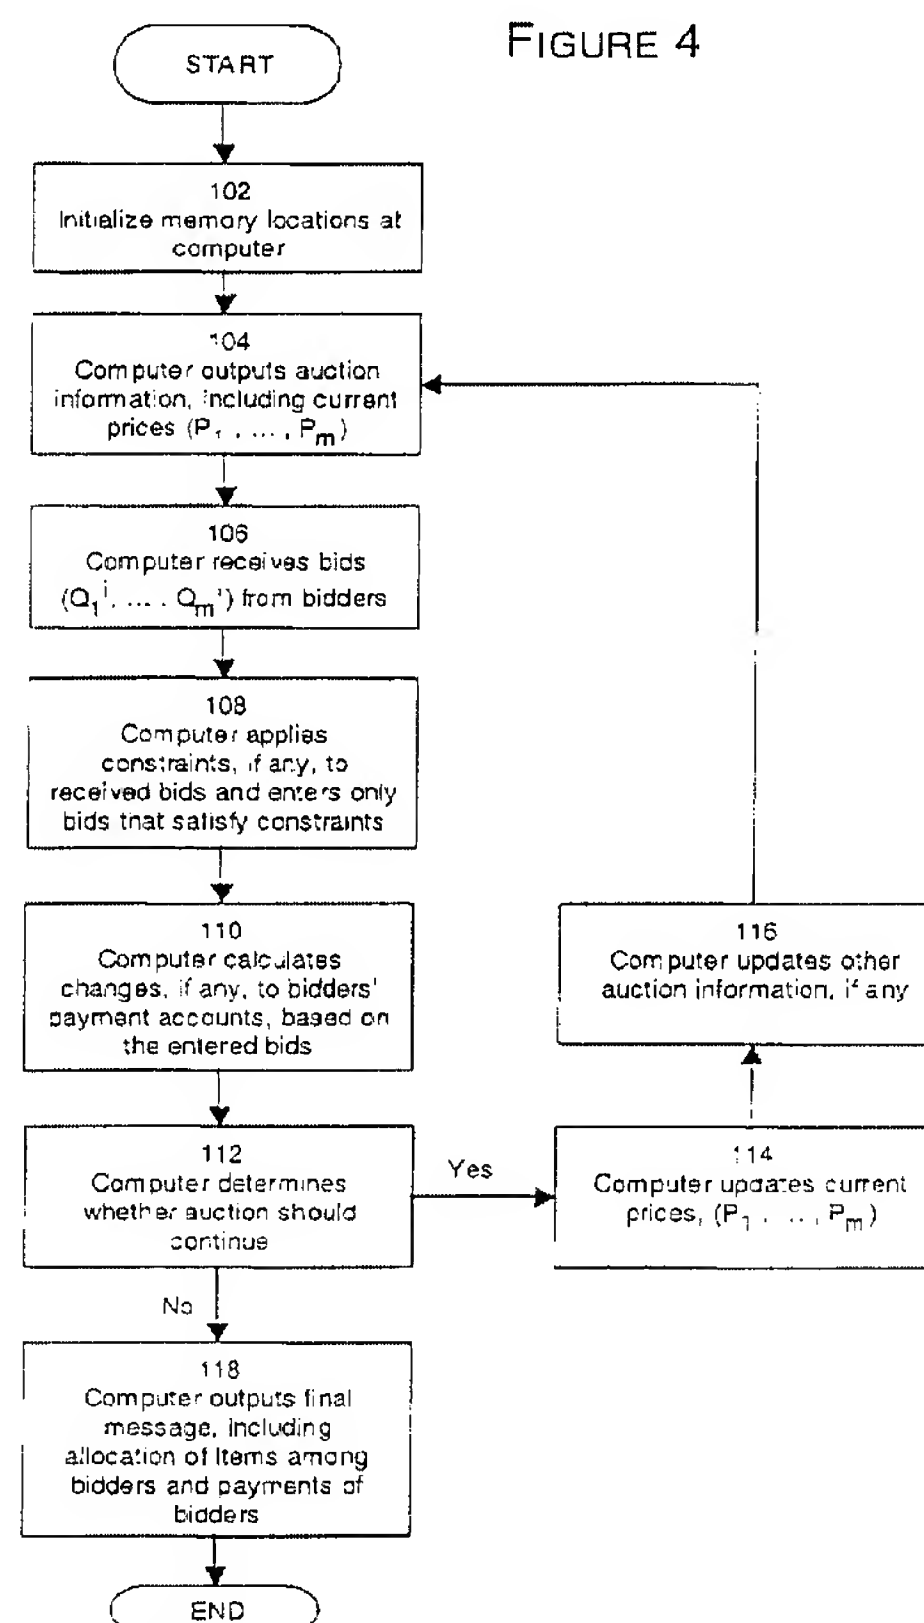 FIGURE 4
START
102
Initialize memory locations at
computer
104
Computer outputs auction
information, including current
prices (P₁, ..., Pₘ)
106
Computer receives bids
(Q₁ⁱ, ... Qₘⁱ) from bidders
108
Computer applies
constraints, if any, to
received bids and enters only
bids that satisfy constraints
110
Computer calculates
changes, if any, to bidders'
payment accounts, based on
the entered bids
112
Computer determines
whether auction should
continue
Yes
No
114
Computer updates current
prices, (P₁, ..., Pₘ)
116
Computer updates other
auction information, if any
118
Computer outputs final
message, including
allocation of items among
bidders and payments of
bidders
END